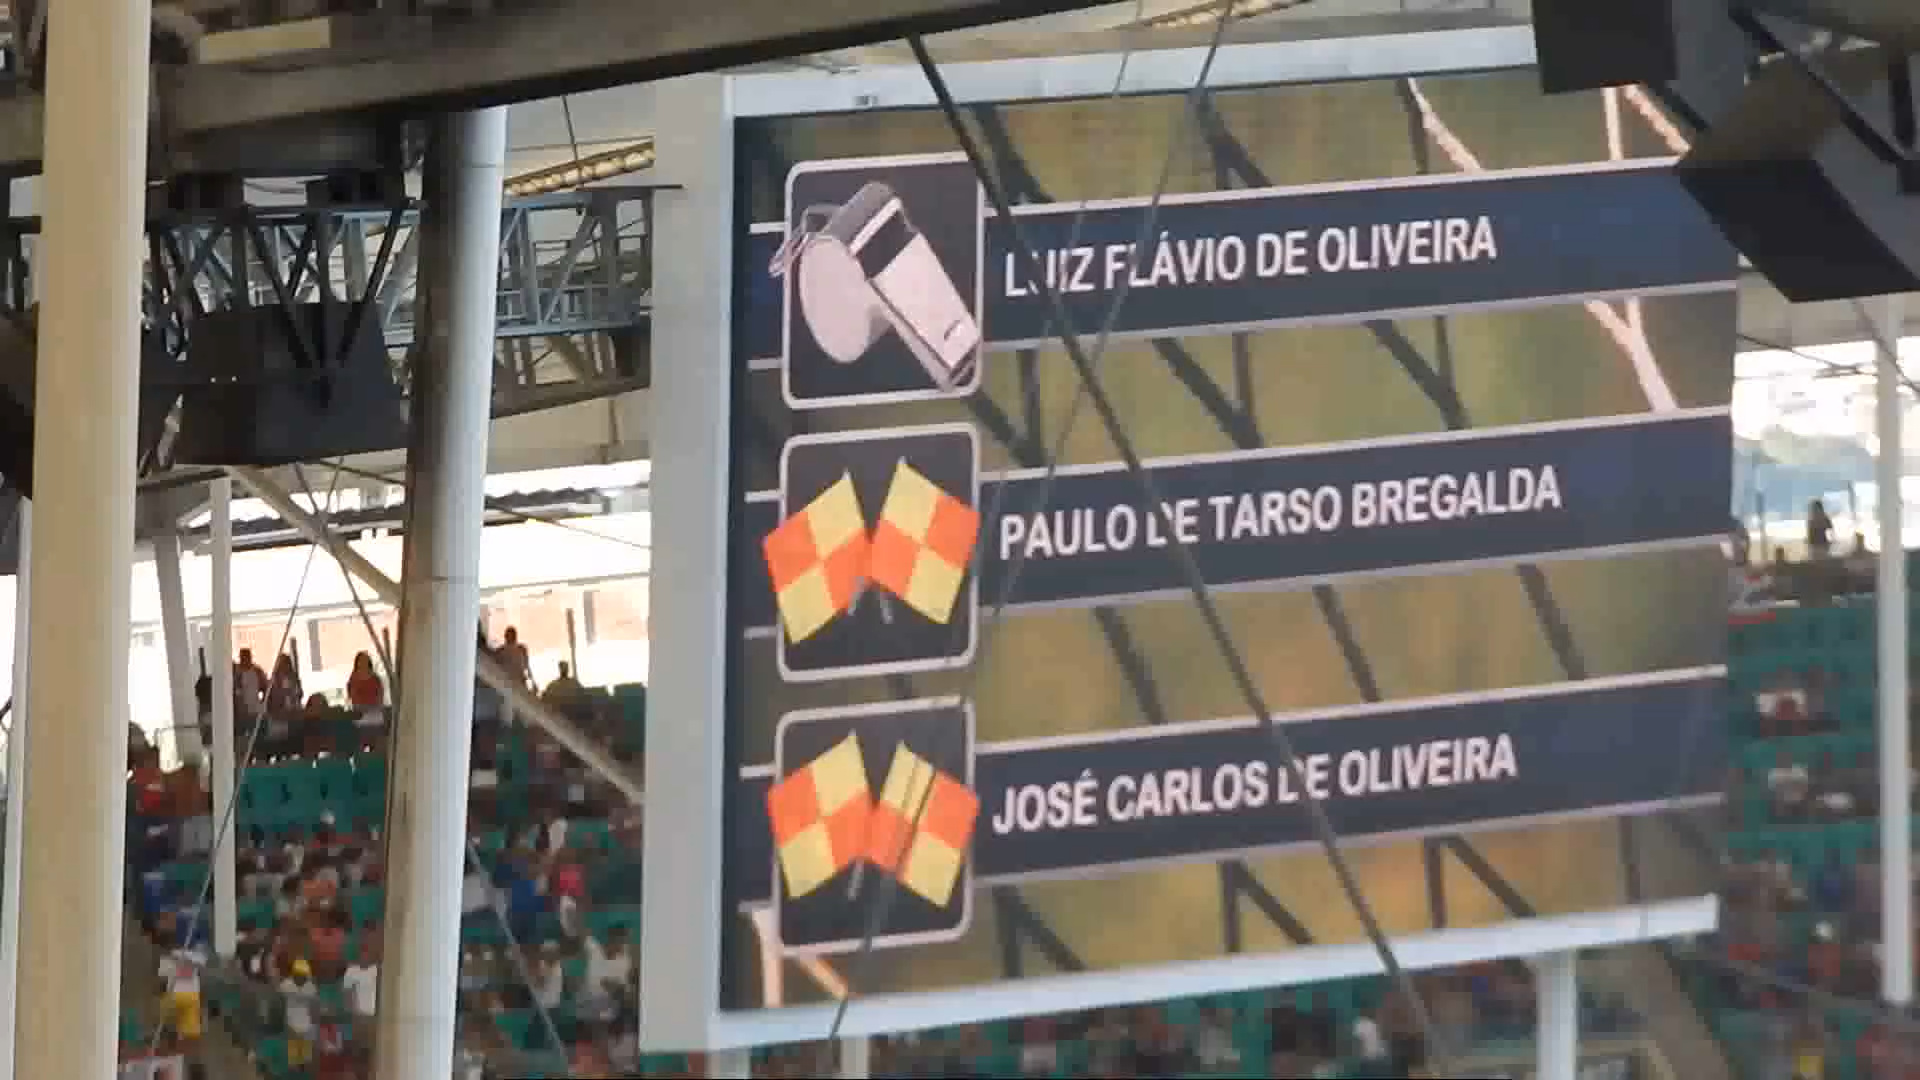 LUIZ FLÁVIO DE OLIVEIRA
PAULO DE TARSO BREGALDA
JOSÉ CARLOS DE OLIVEIRA